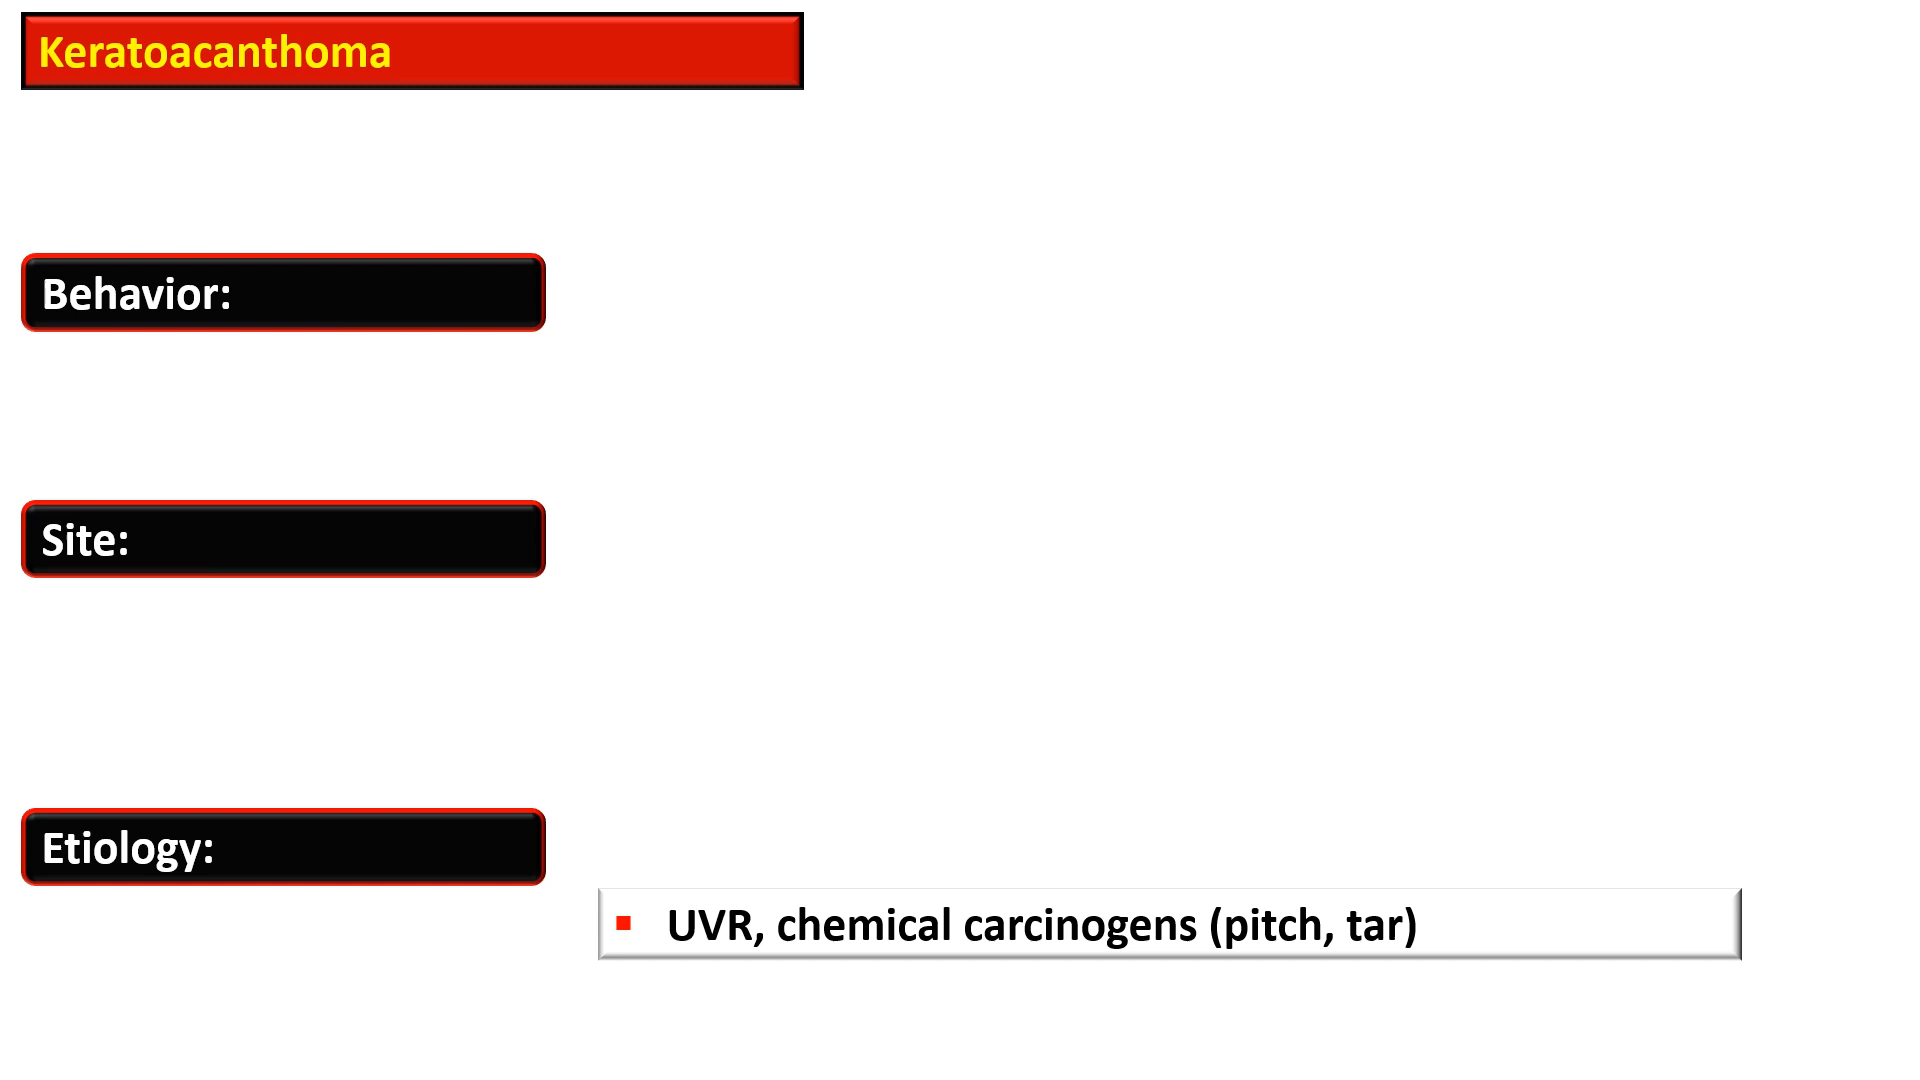 Keratoacanthoma
Behavior:
Site:
Etiology:
▪ UVR, chemical carcinogens (pitch, tar)